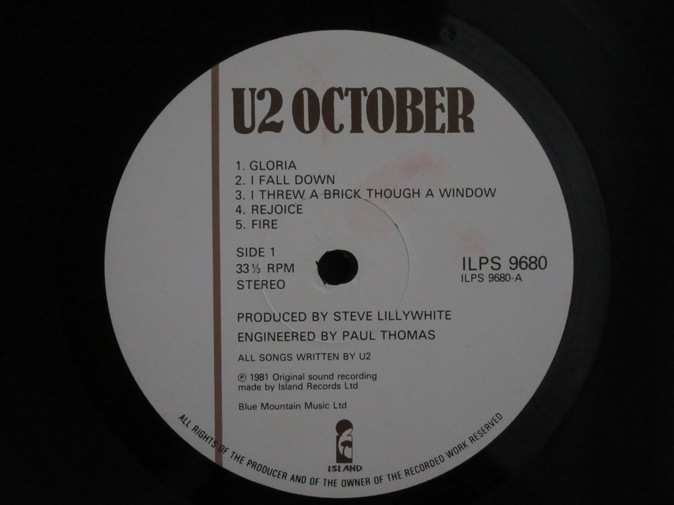 U2 OCTOBER
1. GLORIA
2. I FALL DOWN
3. I THREW A BRICK THOUGH A WINDOW
4. REJOICE
5. FIRE
SIDE 1
33⅓ RPM
STEREO
ILPS 9680
ILPS 9680-A
PRODUCED BY STEVE LILLYWHITE
ENGINEERED BY PAUL THOMAS
ALL SONGS WRITTEN BY U2
℗ 1981 Original sound recording
made by Island Records Ltd
Blue Mountain Music Ltd
ISLAND
ALL RIGHTS OF THE PRODUCER AND OF THE OWNER OF THE RECORDED WORK RESERVED